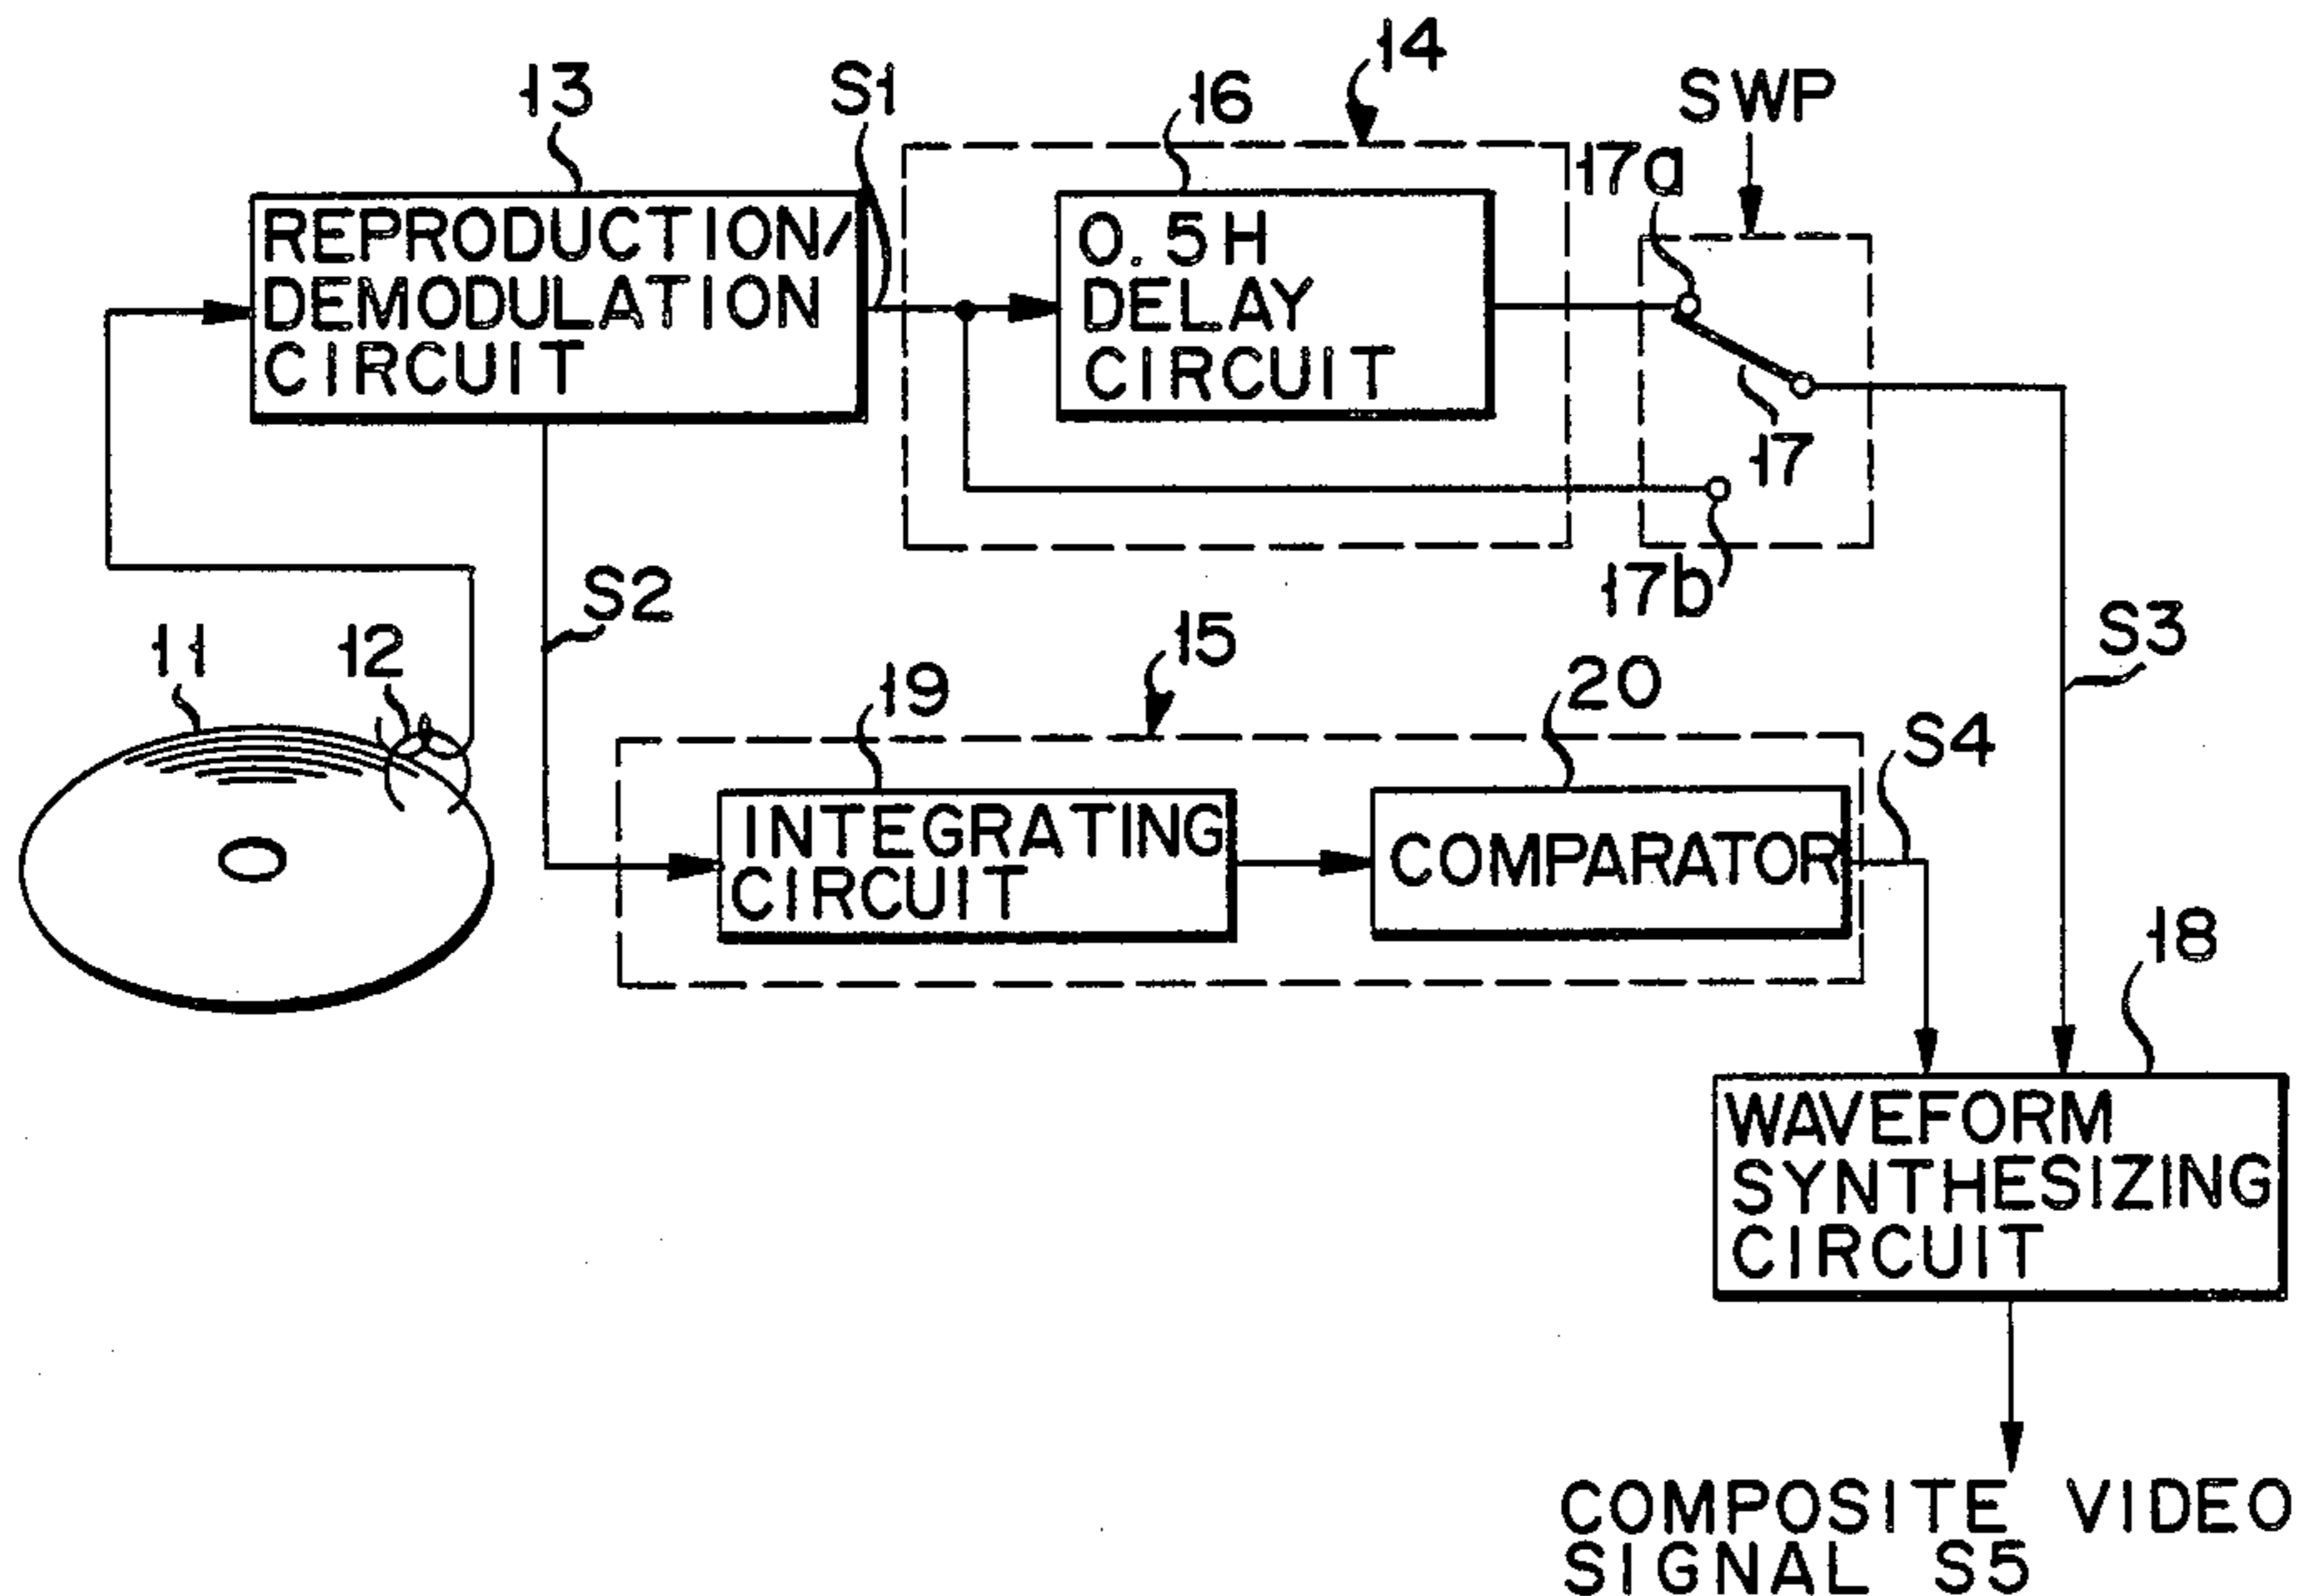 14
13
S1
16
SWP
17a
REPRODUCTION/
DEMODULATION
CIRCUIT
0.5H
DELAY
CIRCUIT
17
17b
S2
S3
11
12
15
19
20
S4
INTEGRATING
CIRCUIT
COMPARATOR
18
WAVEFORM
SYNTHESIZING
CIRCUIT
COMPOSITE VIDEO
SIGNAL S5